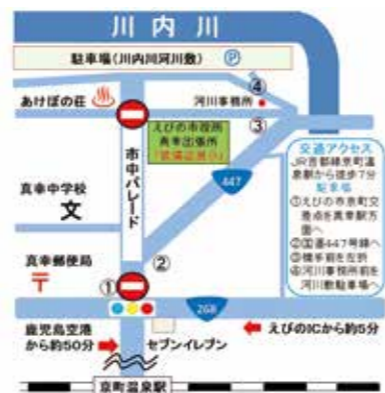 川内川
駐車場(川内川河川敷) Ⓟ
④
あけぼの荘
河川事務所
③
えびの市役所
真幸出張所
市中パレード
447
真幸中学校
文
②
真幸郵便局
〒
①
268
鹿児島空港
から約50分
セブンイレブン
えびのICから約5分
京町温泉駅
交通アクセス
JR吉都線京町温
泉駅から徒歩7分
駐車場
①えびの市京町交
差点を真幸駅方
面へ
②国道447号線へ
③橋手前を左折
④河川事務所前を
河川敷駐車場へ